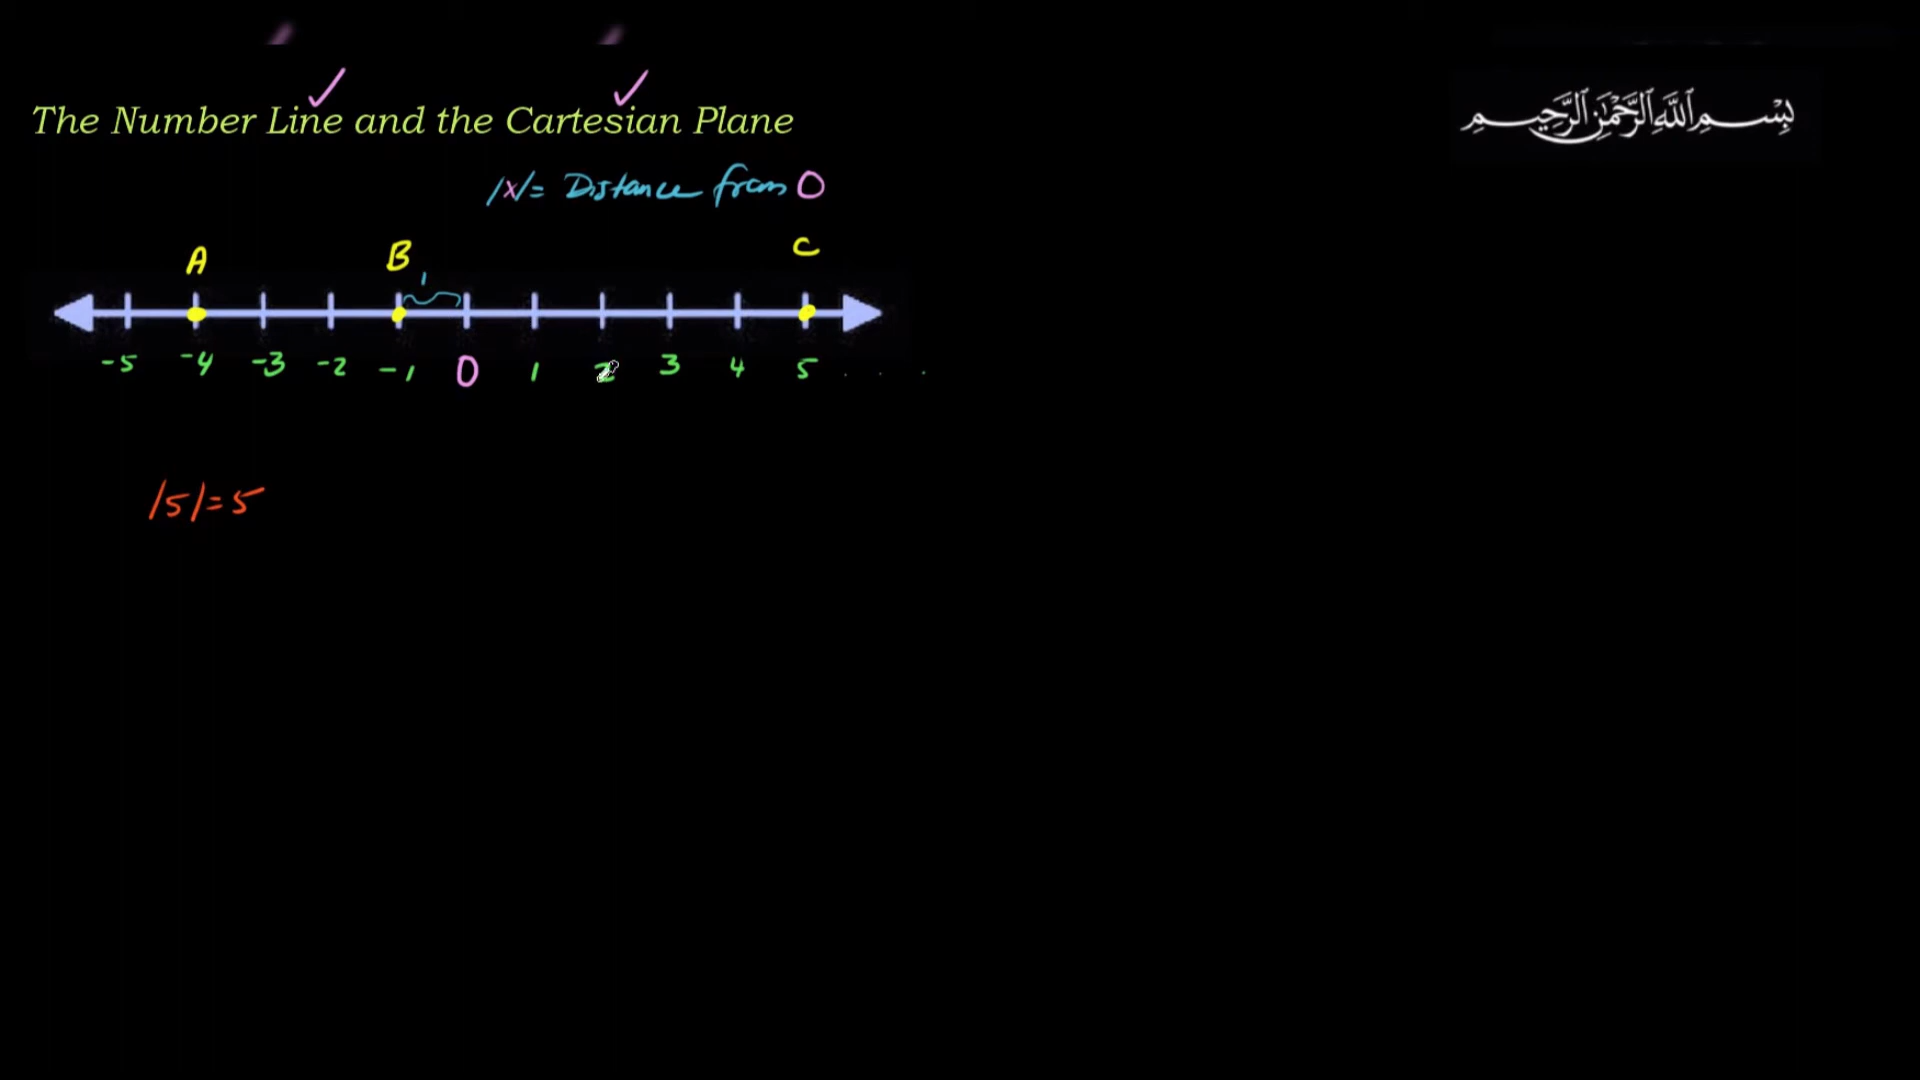 The Number Line and the Cartesian Plane
بِسْمِ اللَّهِ الرَّحْمَٰنِ الرَّحِيمِ
|x|= Distance from 0
A B C
1
-5 -4 -3 -2 -1 0 1 2 3 4 5 . . .
|5|=5